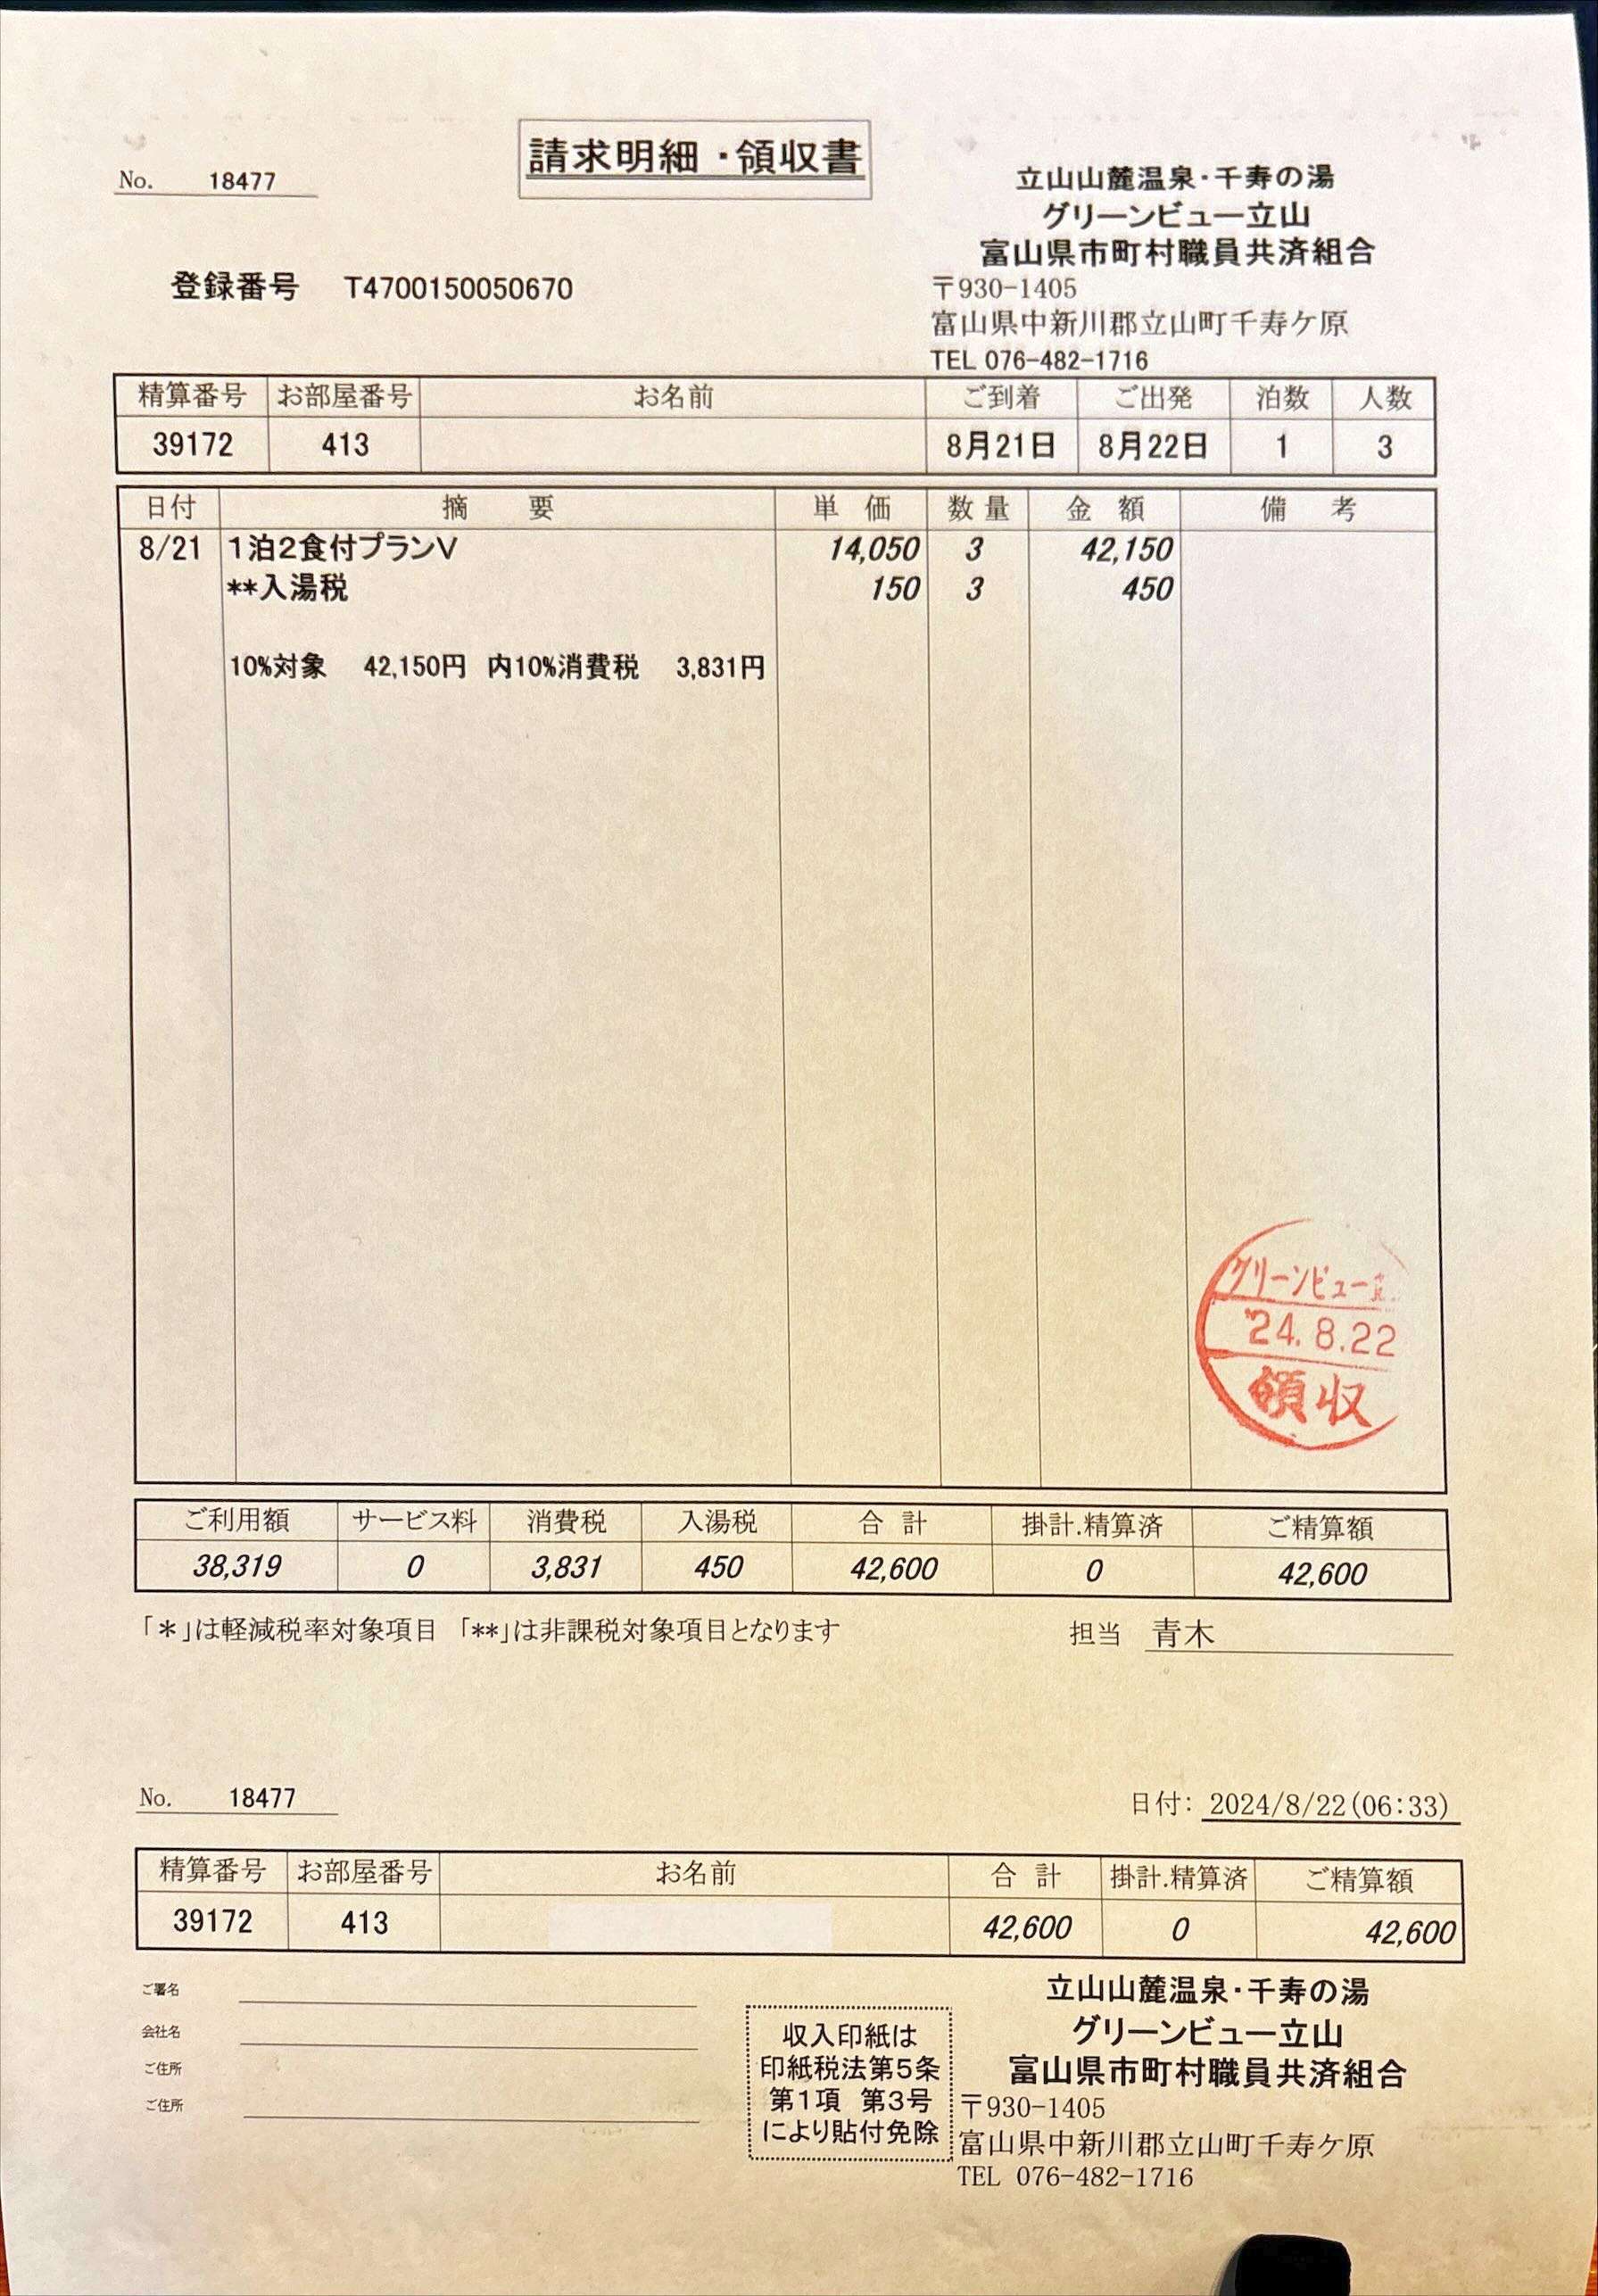 請求明細・領収書
No. 18477
立山山麓温泉・千寿の湯
グリーンビュー立山
富山県市町村職員共済組合
登録番号 T4700150050670
〒930-1405
富山県中新川郡立山町千寿ケ原
TEL 076-482-1716
精算番号 お部屋番号 お名前 ご到着 ご出発 泊数 人数
39172 413 8月21日 8月22日 1 3
日付 摘 要 単 価 数 量 金 額 備 考
8/21 1泊2食付プランV 14,050 3 42,150
**入湯税 150 3 450
10%対象 42,150円 内10%消費税 3,831円
グリーンビュー
'24.8.22
領収
ご利用額 サービス料 消費税 入湯税 合 計 掛計.精算済 ご精算額
38,319 0 3,831 450 42,600 0 42,600
「*」は軽減税率対象項目 「**」は非課税対象項目となります
担当 青木
No. 18477
日付: 2024/8/22(06:33)
精算番号 お部屋番号 お名前 合 計 掛計.精算済 ご精算額
39172 413 42,600 0 42,600
ご署名
会社名
ご住所
ご住所
収入印紙は
印紙税法第5条
第1項 第3号
により貼付免除
立山山麓温泉・千寿の湯
グリーンビュー立山
富山県市町村職員共済組合
〒930-1405
富山県中新川郡立山町千寿ケ原
TEL 076-482-1716